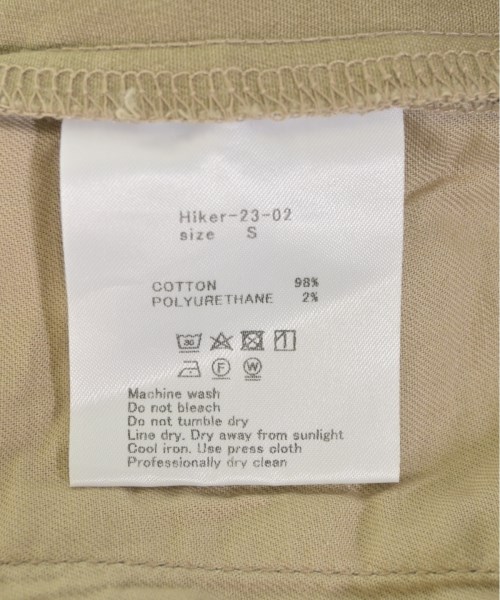 Hiker-23-02
size S
COTTON 98%
POLYURETHANE 2%
30
F W
Machine wash
Do not bleach
Do not tumble dry
Line dry. Dry away from sunlight
Cool iron. Use press cloth
Professionally dry clean